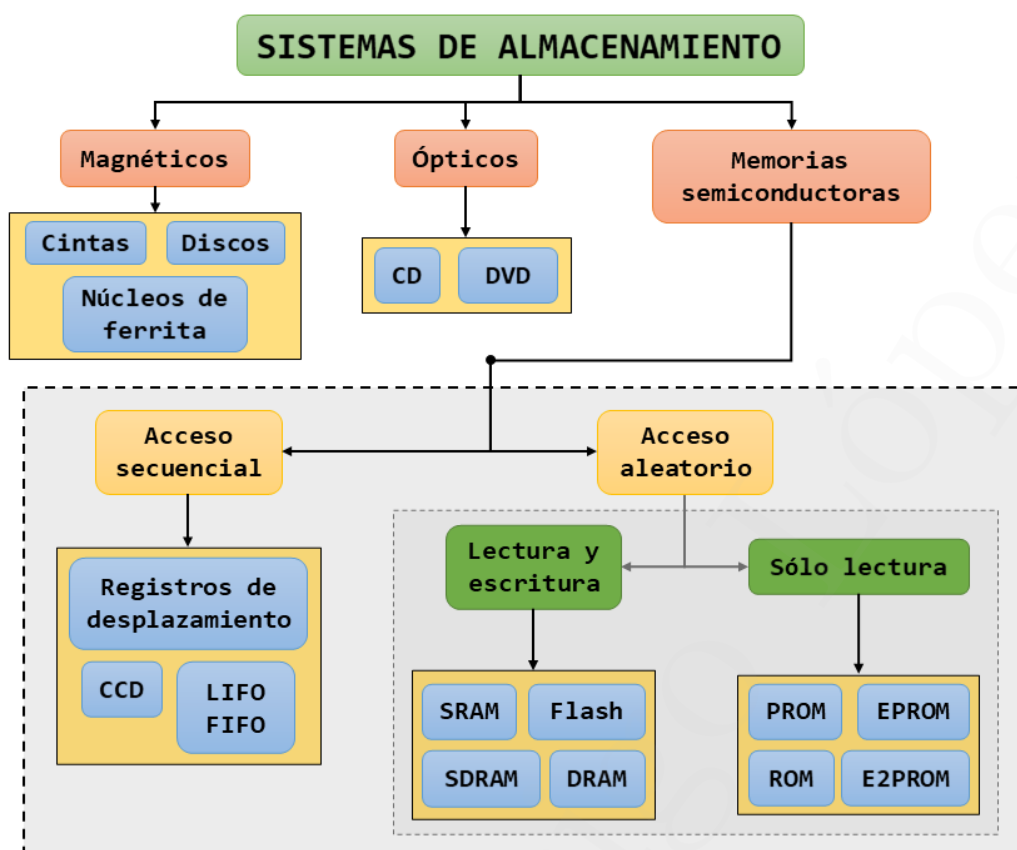 SISTEMAS DE ALMACENAMIENTO
Magnéticos
Ópticos
Memorias
semiconductoras
Cintas
Discos
Núcleos de
ferrita
CD
DVD
Acceso
secuencial
Acceso
aleatorio
Registros de
desplazamiento
CCD
LIFO
FIFO
Lectura y
escritura
Sólo lectura
SRAM
Flash
SDRAM
DRAM
PROM
EPROM
ROM
E2PROM